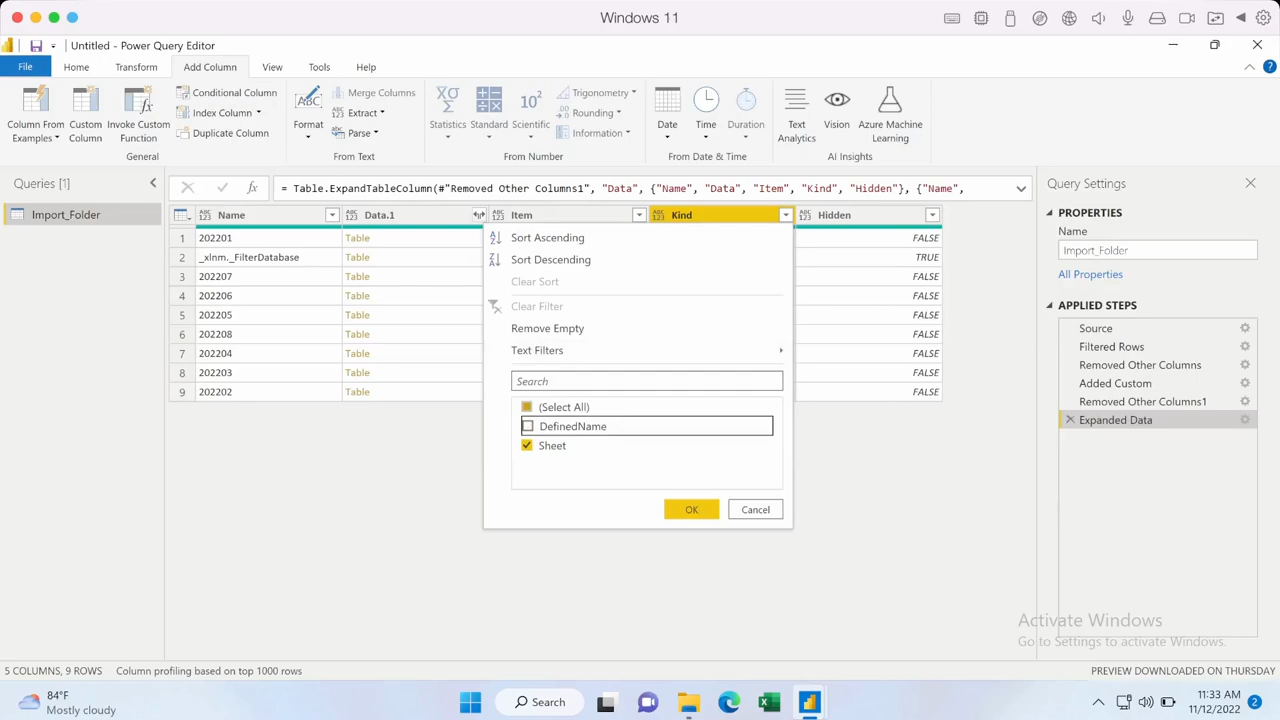 Windows 11
Untitled - Power Query Editor
File Home Transform Add Column View Tools Help
Column From Examples
Custom Column
Invoke Custom Function
Conditional Column
Index Column
Duplicate Column
General
Format
Merge Columns
Extract
Parse
From Text
Statistics
Standard
Scientific
Trigonometry
Rounding
Information
From Number
Date
Time
Duration
From Date & Time
Text Analytics
Vision
Azure Machine Learning
AI Insights
Queries [1]
Import_Folder
= Table.ExpandTableColumn(#"Removed Other Columns1", "Data", {"Name", "Data", "Item", "Kind", "Hidden"}, {"Name",
Name Data.1 Item Kind Hidden
1 202201 Table FALSE
2 _xlnm._FilterDatabase Table TRUE
3 202207 Table FALSE
4 202206 Table FALSE
5 202205 Table FALSE
6 202208 Table FALSE
7 202204 Table FALSE
8 202203 Table FALSE
9 202202 Table FALSE
Sort Ascending
Sort Descending
Clear Sort
Clear Filter
Remove Empty
Text Filters
Search
(Select All)
DefinedName
Sheet
OK Cancel
Query Settings
PROPERTIES
Name
Import_Folder
All Properties
APPLIED STEPS
Source
Filtered Rows
Removed Other Columns
Added Custom
Removed Other Columns1
Expanded Data
Activate Windows
Go to Settings to activate Windows.
5 COLUMNS, 9 ROWS Column profiling based on top 1000 rows
PREVIEW DOWNLOADED ON THURSDAY
84°F
Mostly cloudy
Search
11:33 AM
11/12/2022
2